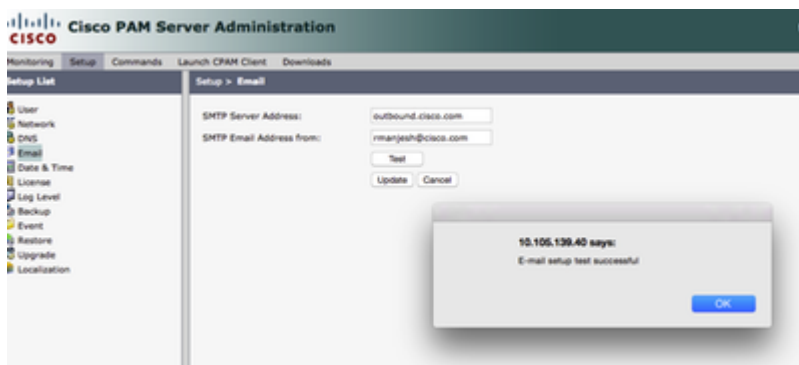 CISCO
Cisco PAM Server Administration
Monitoring Setup Commands Launch CPAM Client Downloads
Setup List
Setup > Email
User
Network
DNS
Email
Date & Time
License
Log Level
Backup
Event
Restore
Upgrade
Localization
SMTP Server Address: outbound.cisco.com
SMTP Email Address from: rmanjesh@cisco.com
Test
Update Cancel
10.105.139.40 says:
E-mail setup test successful
OK